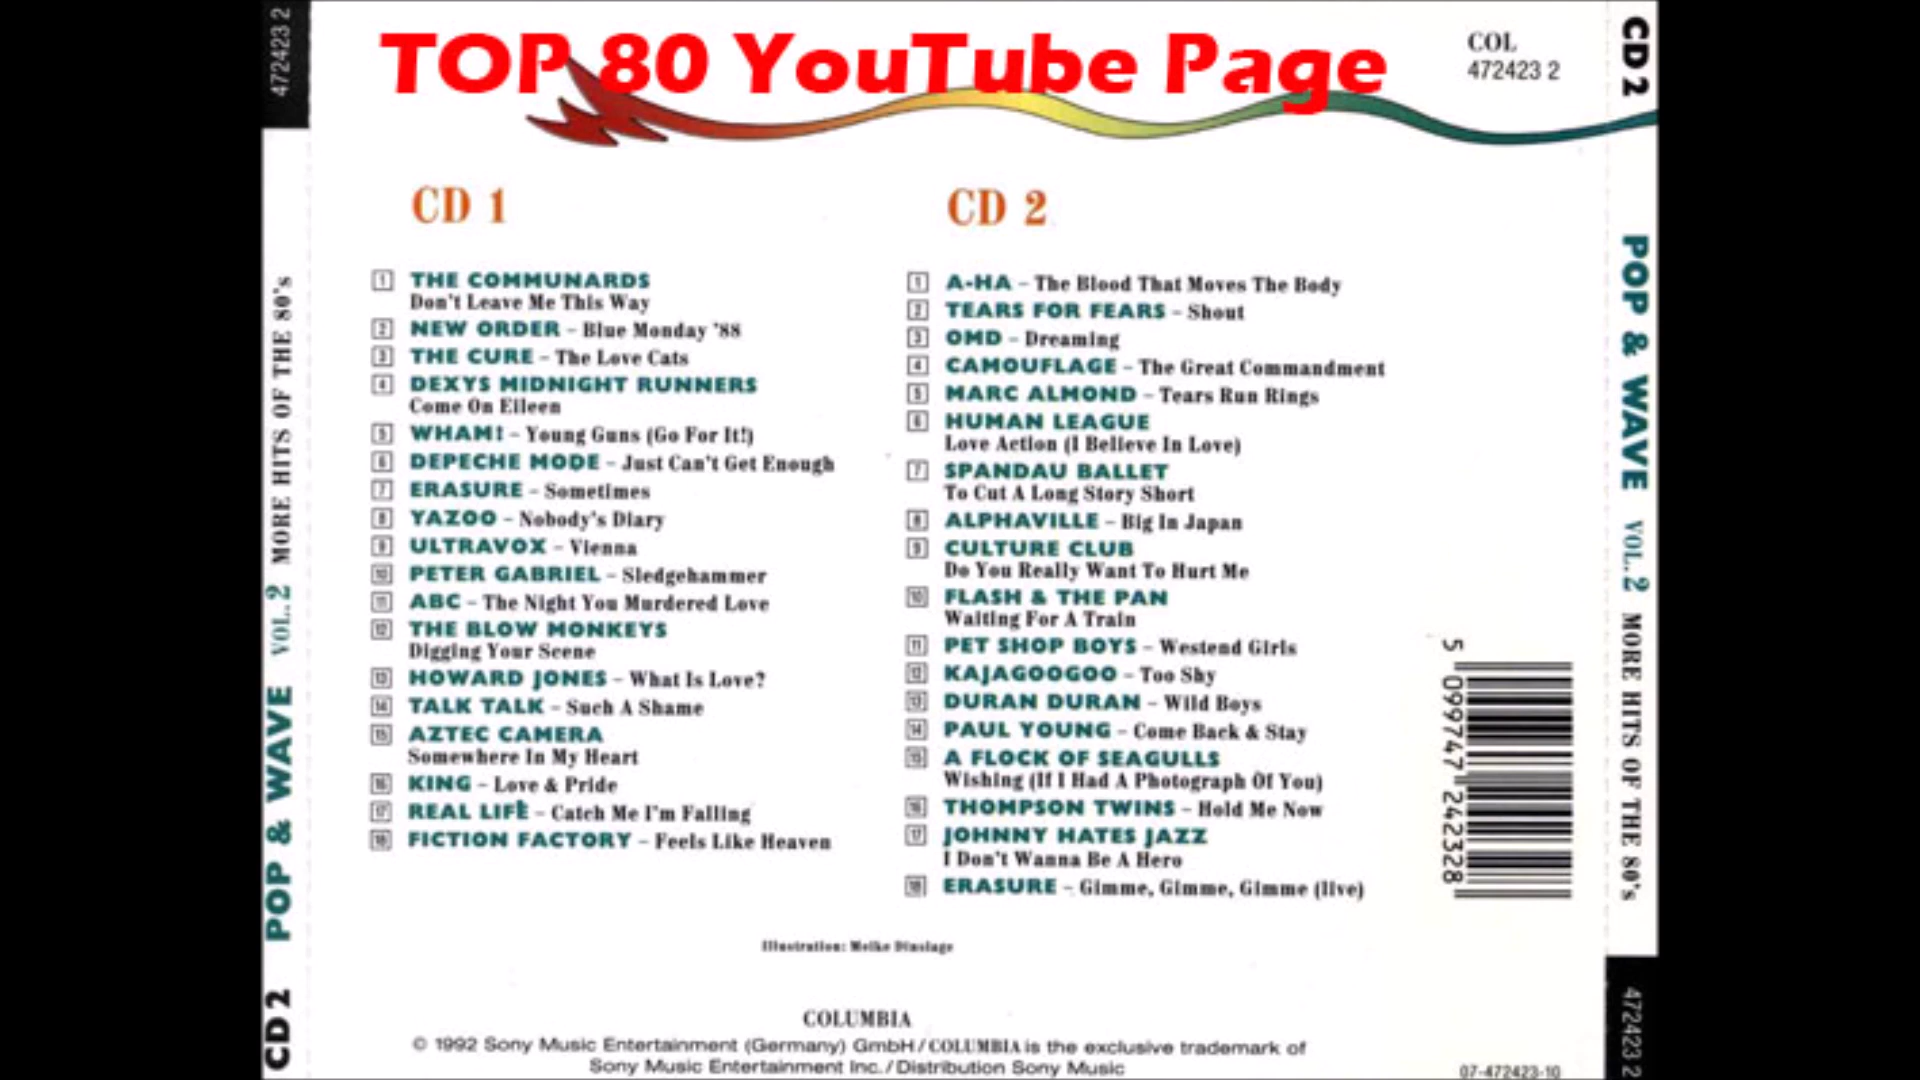 472423 2
TOP 80 YouTube Page
COL
472423 2
CD 2
CD 1
THE COMMUNARDS
Don't Leave Me This Way
2 NEW ORDER – Blue Monday '88
3 THE CURE – The Love Cats
4 DEXYS MIDNIGHT RUNNERS
Come On Eileen
5 WHAM! – Young Guns (Go For It!)
6 DEPECHE MODE – Just Can't Get Enough
7 ERASURE – Sometimes
8 YAZOO – Nobody's Diary
9 ULTRAVOX – Vienna
10 PETER GABRIEL – Sledgehammer
11 ABC – The Night You Murdered Love
12 THE BLOW MONKEYS
Digging Your Scene
13 HOWARD JONES – What Is Love?
14 TALK TALK – Such A Shame
15 AZTEC CAMERA
Somewhere In My Heart
16 KING – Love & Pride
17 REAL LIFE – Catch Me I'm Falling
18 FICTION FACTORY – Feels Like Heaven
CD 2
1 A-HA – The Blood That Moves The Body
2 TEARS FOR FEARS – Shout
3 OMD – Dreaming
4 CAMOUFLAGE – The Great Commandment
5 MARC ALMOND – Tears Run Rings
6 HUMAN LEAGUE
Love Action (I Believe In Love)
7 SPANDAU BALLET
To Cut A Long Story Short
8 ALPHAVILLE – Big In Japan
9 CULTURE CLUB
Do You Really Want To Hurt Me
10 FLASH & THE PAN
Waiting For A Train
11 PET SHOP BOYS – Westend Girls
12 KAJAGOOGOO – Too Shy
13 DURAN DURAN – Wild Boys
14 PAUL YOUNG – Come Back & Stay
15 A FLOCK OF SEAGULLS
Wishing (If I Had A Photograph Of You)
16 THOMPSON TWINS – Hold Me Now
17 JOHNNY HATES JAZZ
I Don't Wanna Be A Hero
18 ERASURE – Gimme, Gimme, Gimme (live)
5 099747 242328
Illustration: Meike Dinslage
COLUMBIA
© 1992 Sony Music Entertainment (Germany) GmbH/COLUMBIA is the exclusive trademark of
Sony Music Entertainment Inc./Distribution Sony Music
07-472423-10
CD 2 POP & WAVE VOL. 2 MORE HITS OF THE 80's
POP & WAVE VOL. 2 MORE HITS OF THE 80's
472423 2